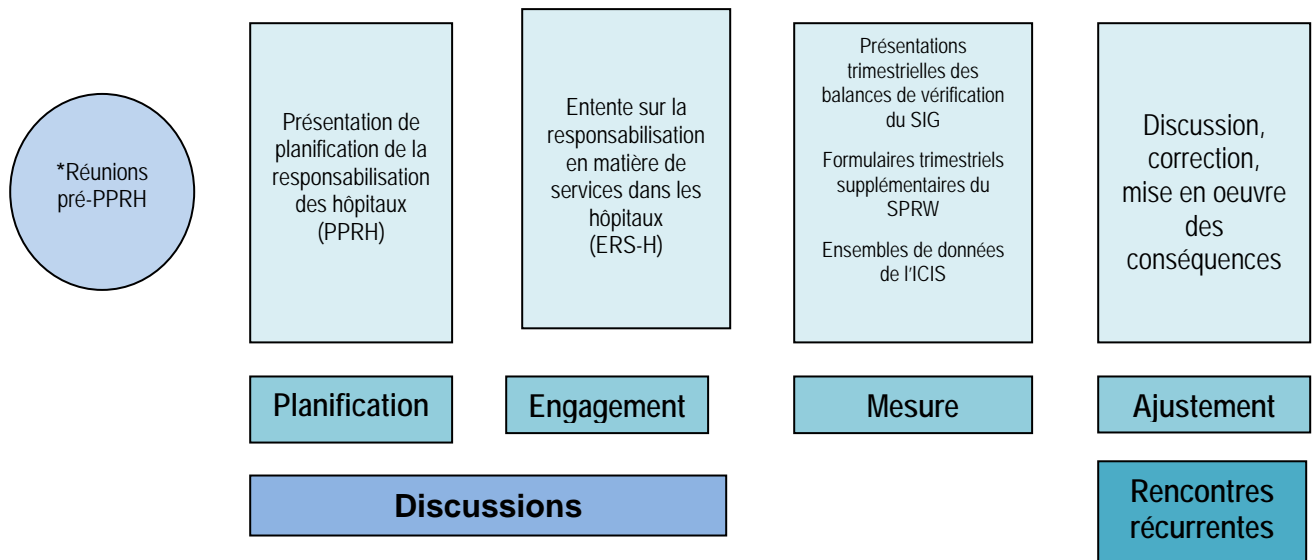 *Réunions
pré-PPRH
Présentation de
planification de la
responsabilisation
des hôpitaux
(PPRH)
Entente sur la
responsabilisation
en matière de
services dans les
hôpitaux
(ERS-H)
Présentations
trimestrielles des
balances de vérification
du SIG
Formulaires trimestriels
supplémentaires du
SPRW
Ensembles de données
de l'ICIS
Discussion,
correction,
mise en oeuvre
des
conséquences
Planification
Engagement
Mesure
Ajustement
Discussions
Rencontres
récurrentes